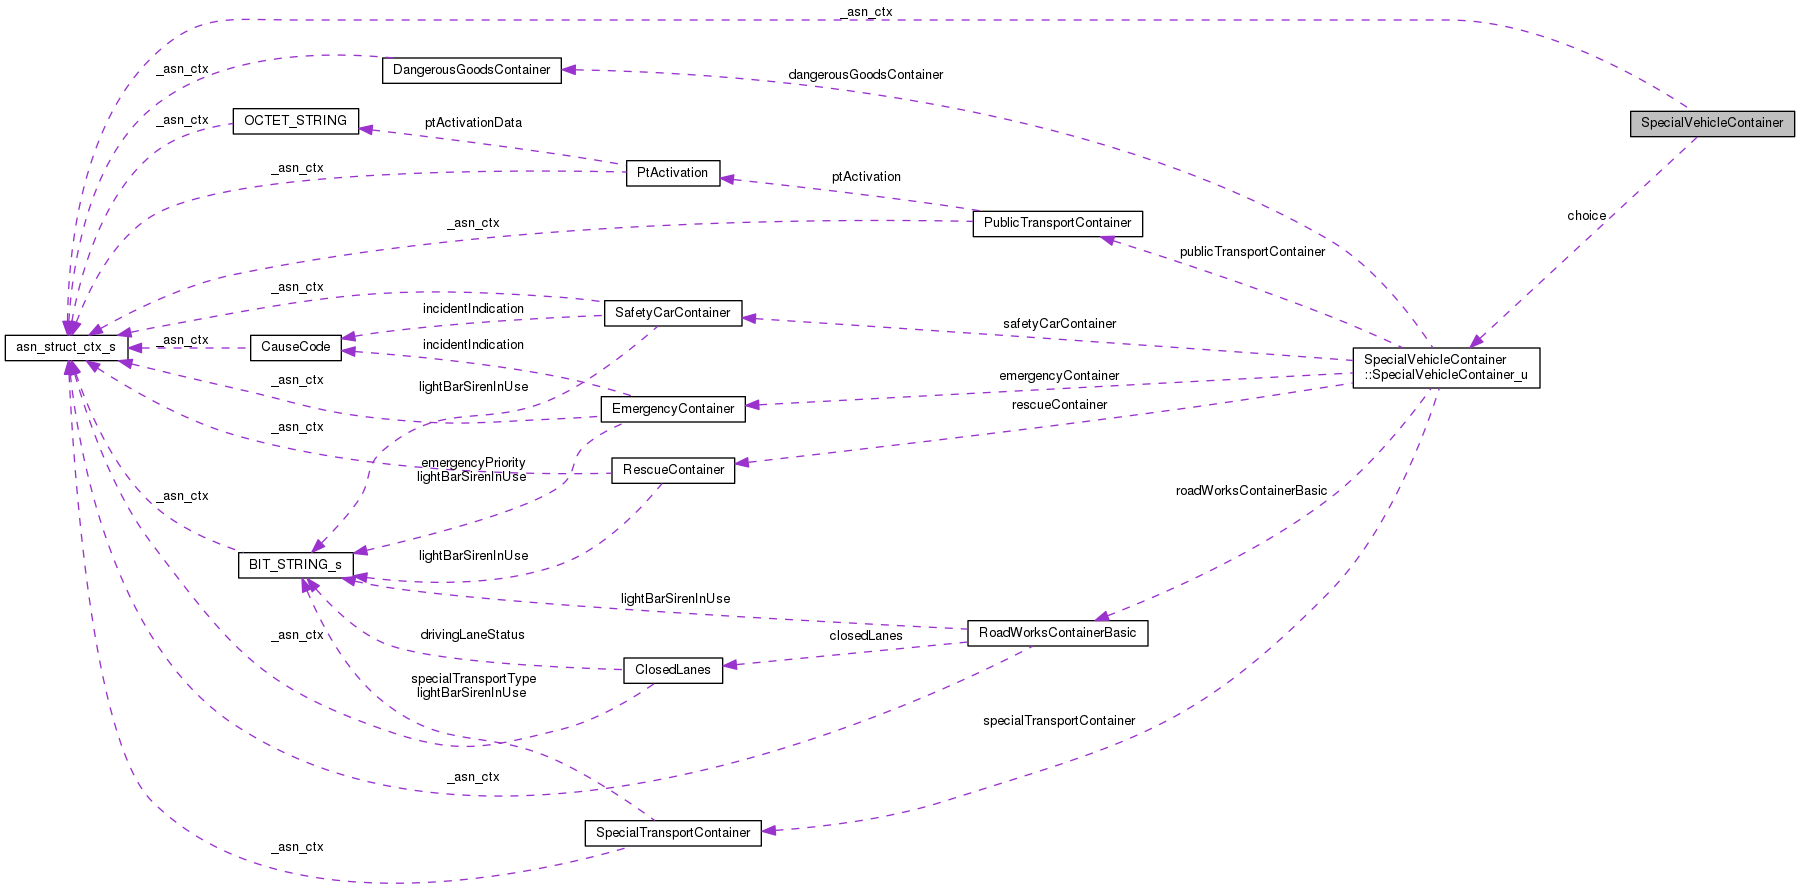 _asn_ctx
DangerousGoodsContainer
_asn_ctx
dangerousGoodsContainer
OCTET_STRING
_asn_ctx
ptActivationData
SpecialVehicleContainer
_asn_ctx
PtActivation
ptActivation
choice
_asn_ctx
PublicTransportContainer
publicTransportContainer
_asn_ctx
incidentIndication
SafetyCarContainer
safetyCarContainer
asn_struct_ctx_s
_asn_ctx
CauseCode
incidentIndication
SpecialVehicleContainer
::SpecialVehicleContainer_u
_asn_ctx
lightBarSirenInUse
emergencyContainer
EmergencyContainer
rescueContainer
_asn_ctx
emergencyPriority
lightBarSirenInUse
RescueContainer
_asn_ctx
roadWorksContainerBasic
BIT_STRING_s
lightBarSirenInUse
lightBarSirenInUse
_asn_ctx
drivingLaneStatus
closedLanes
RoadWorksContainerBasic
ClosedLanes
specialTransportType
lightBarSirenInUse
specialTransportContainer
_asn_ctx
SpecialTransportContainer
_asn_ctx